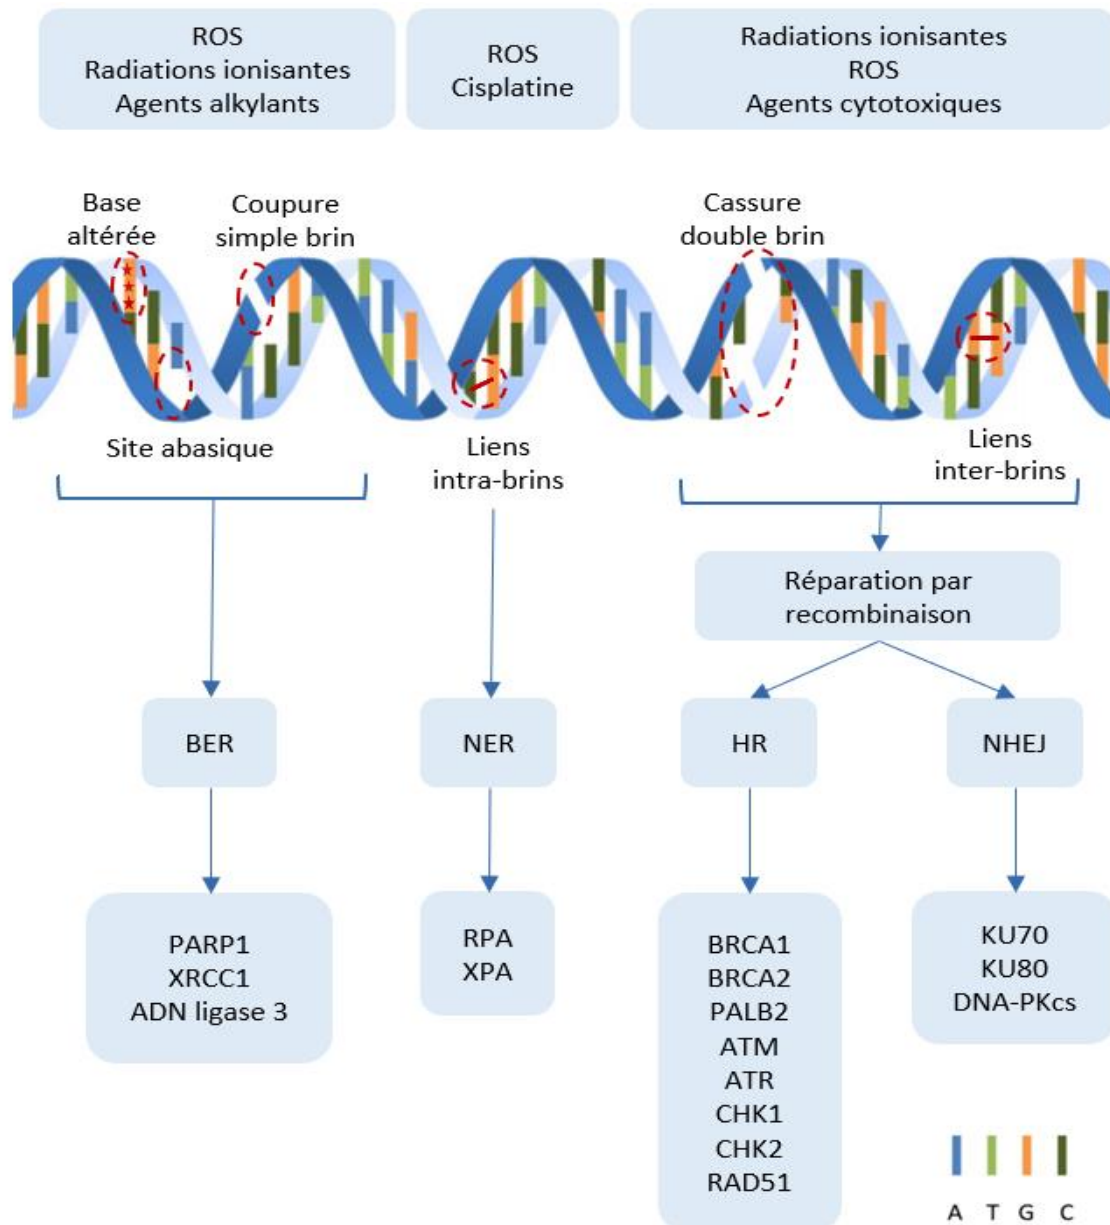 ROS
Radiations ionisantes
Agents alkylants
ROS
Cisplatine
Radiations ionisantes
ROS
Agents cytotoxiques
Base
altérée
Coupure
simple brin
Cassure
double brin
Site abasique
Liens
intra-brins
Liens
inter-brins
Réparation par
recombinaison
BER
NER
HR
NHEJ
PARP1
XRCC1
ADN ligase 3
RPA
XPA
BRCA1
BRCA2
PALB2
ATM
ATR
CHK1
CHK2
RAD51
KU70
KU80
DNA-PKcs
A T G C